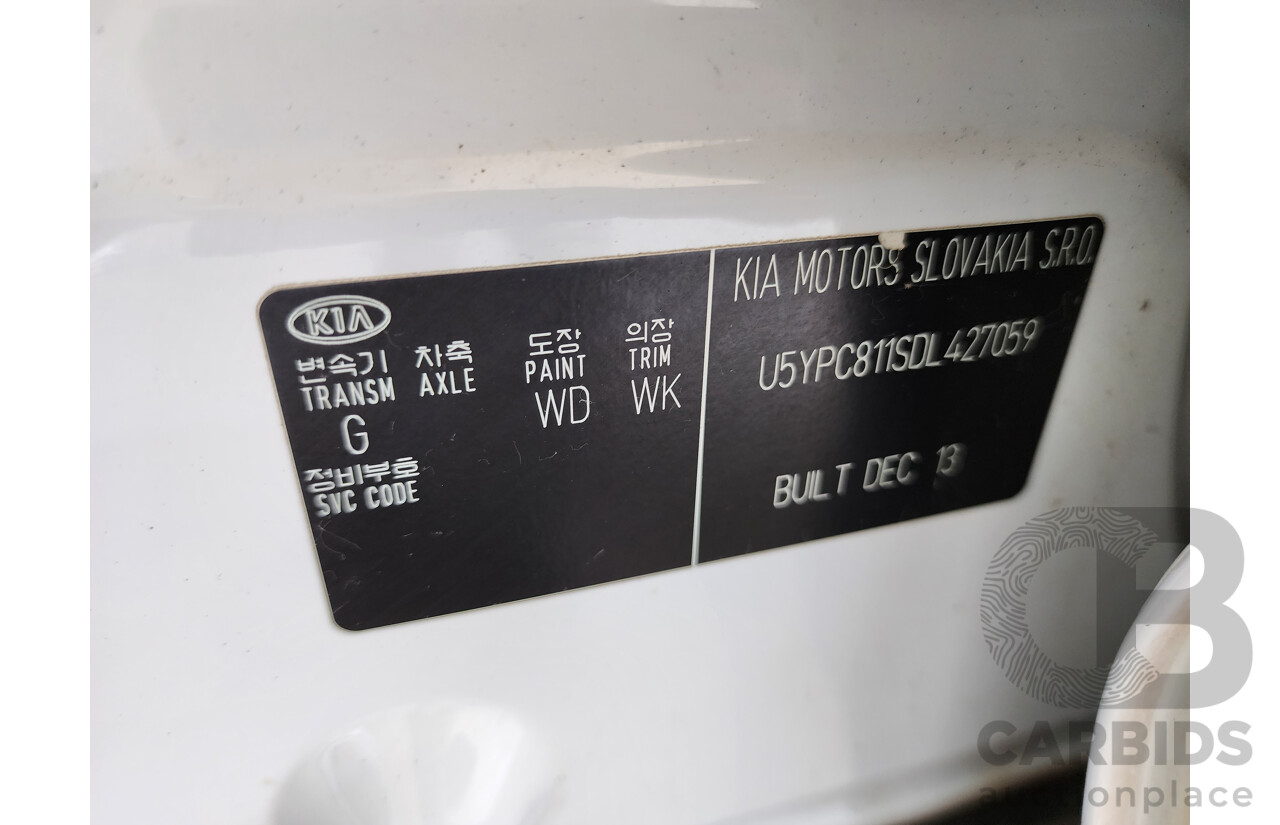 KIA
변속기 차축 도장 의장
TRANSM AXLE PAINT TRIM
G WD WK
정비부호
SVC CODE
KIA MOTORS SLOVAKIA S.R.O.
U5YPC811SDL427059
BUILT DEC 13
CB
CARBIDS
auctionplace